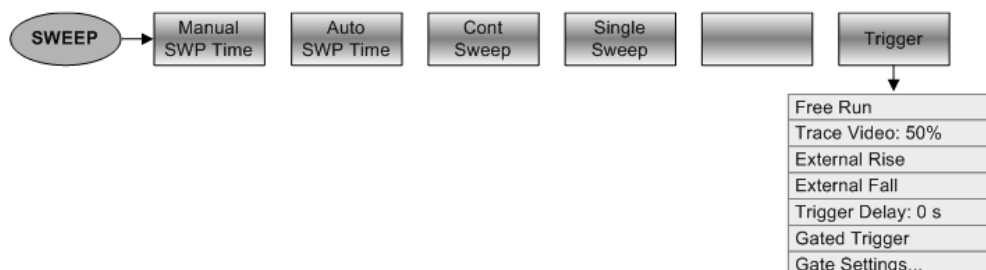 SWEEP
Manual
SWP Time
Auto
SWP Time
Cont
Sweep
Single
Sweep
Trigger
Free Run
Trace Video: 50%
External Rise
External Fall
Trigger Delay: 0 s
Gated Trigger
Gate Settings...